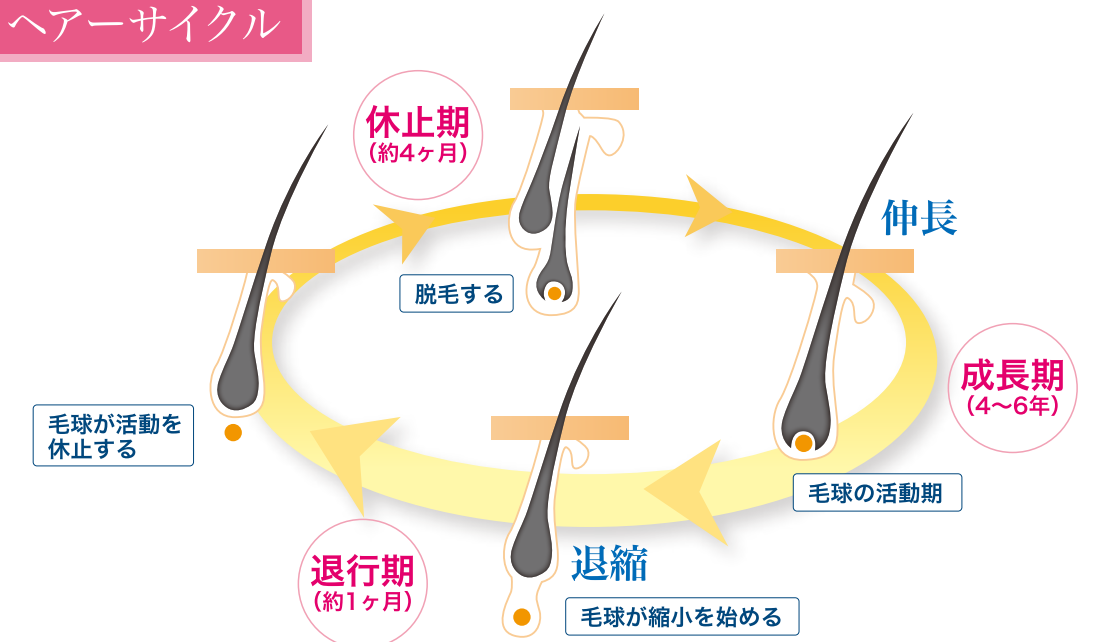 ヘアーサイクル
休止期
(約4ヶ月)
伸長
脱毛する
成長期
(4〜6年)
毛球が活動を
休止する
毛球の活動期
退行期
(約1ヶ月)
退縮
毛球が縮小を始める